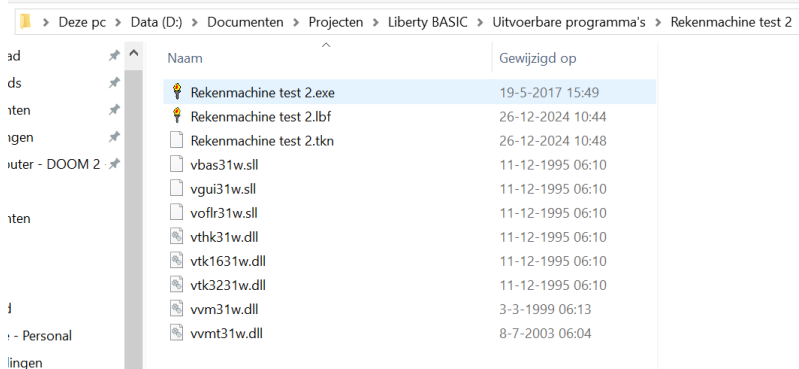 > Deze pc > Data (D:) > Documenten > Projecten > Liberty BASIC > Uitvoerbare programma's > Rekenmachine test 2
Naam Gewijzigd op
ad
ds
nten
ngen
outer - DOOM 2
nten
- Personal
lingen
Rekenmachine test 2.exe 19-5-2017 15:49
Rekenmachine test 2.lbf 26-12-2024 10:44
Rekenmachine test 2.tkn 26-12-2024 10:48
vbas31w.sll 11-12-1995 06:10
vgui31w.sll 11-12-1995 06:10
voflr31w.sll 11-12-1995 06:10
vthk31w.dll 11-12-1995 06:10
vtk1631w.dll 11-12-1995 06:10
vtk3231w.dll 11-12-1995 06:10
vvm31w.dll 3-3-1999 06:13
vvmt31w.dll 8-7-2003 06:04